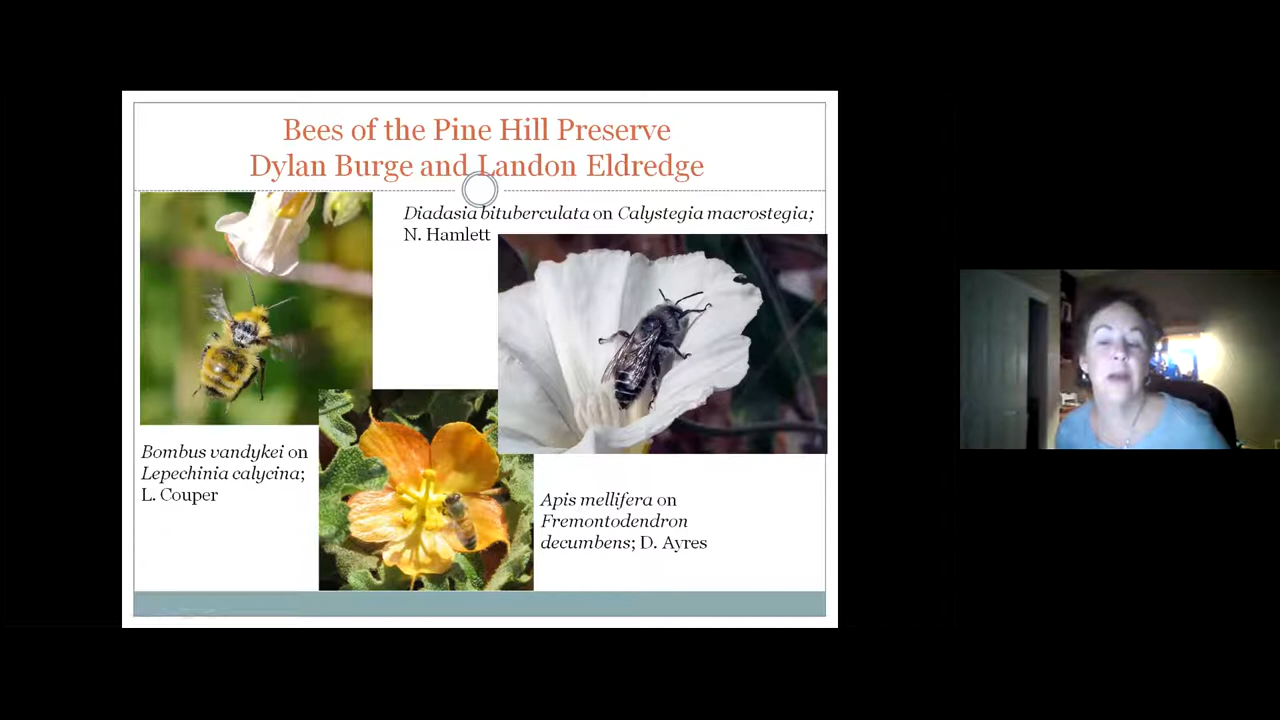 Bees of the Pine Hill Preserve
Dylan Burge and Landon Eldredge
Diadasia bituberculata on Calystegia macrostegia;
N. Hamlett
Bombus vandykei on
Lepechinia calycina;
L. Couper
Apis mellifera on
Fremontodendron
decumbens; D. Ayres